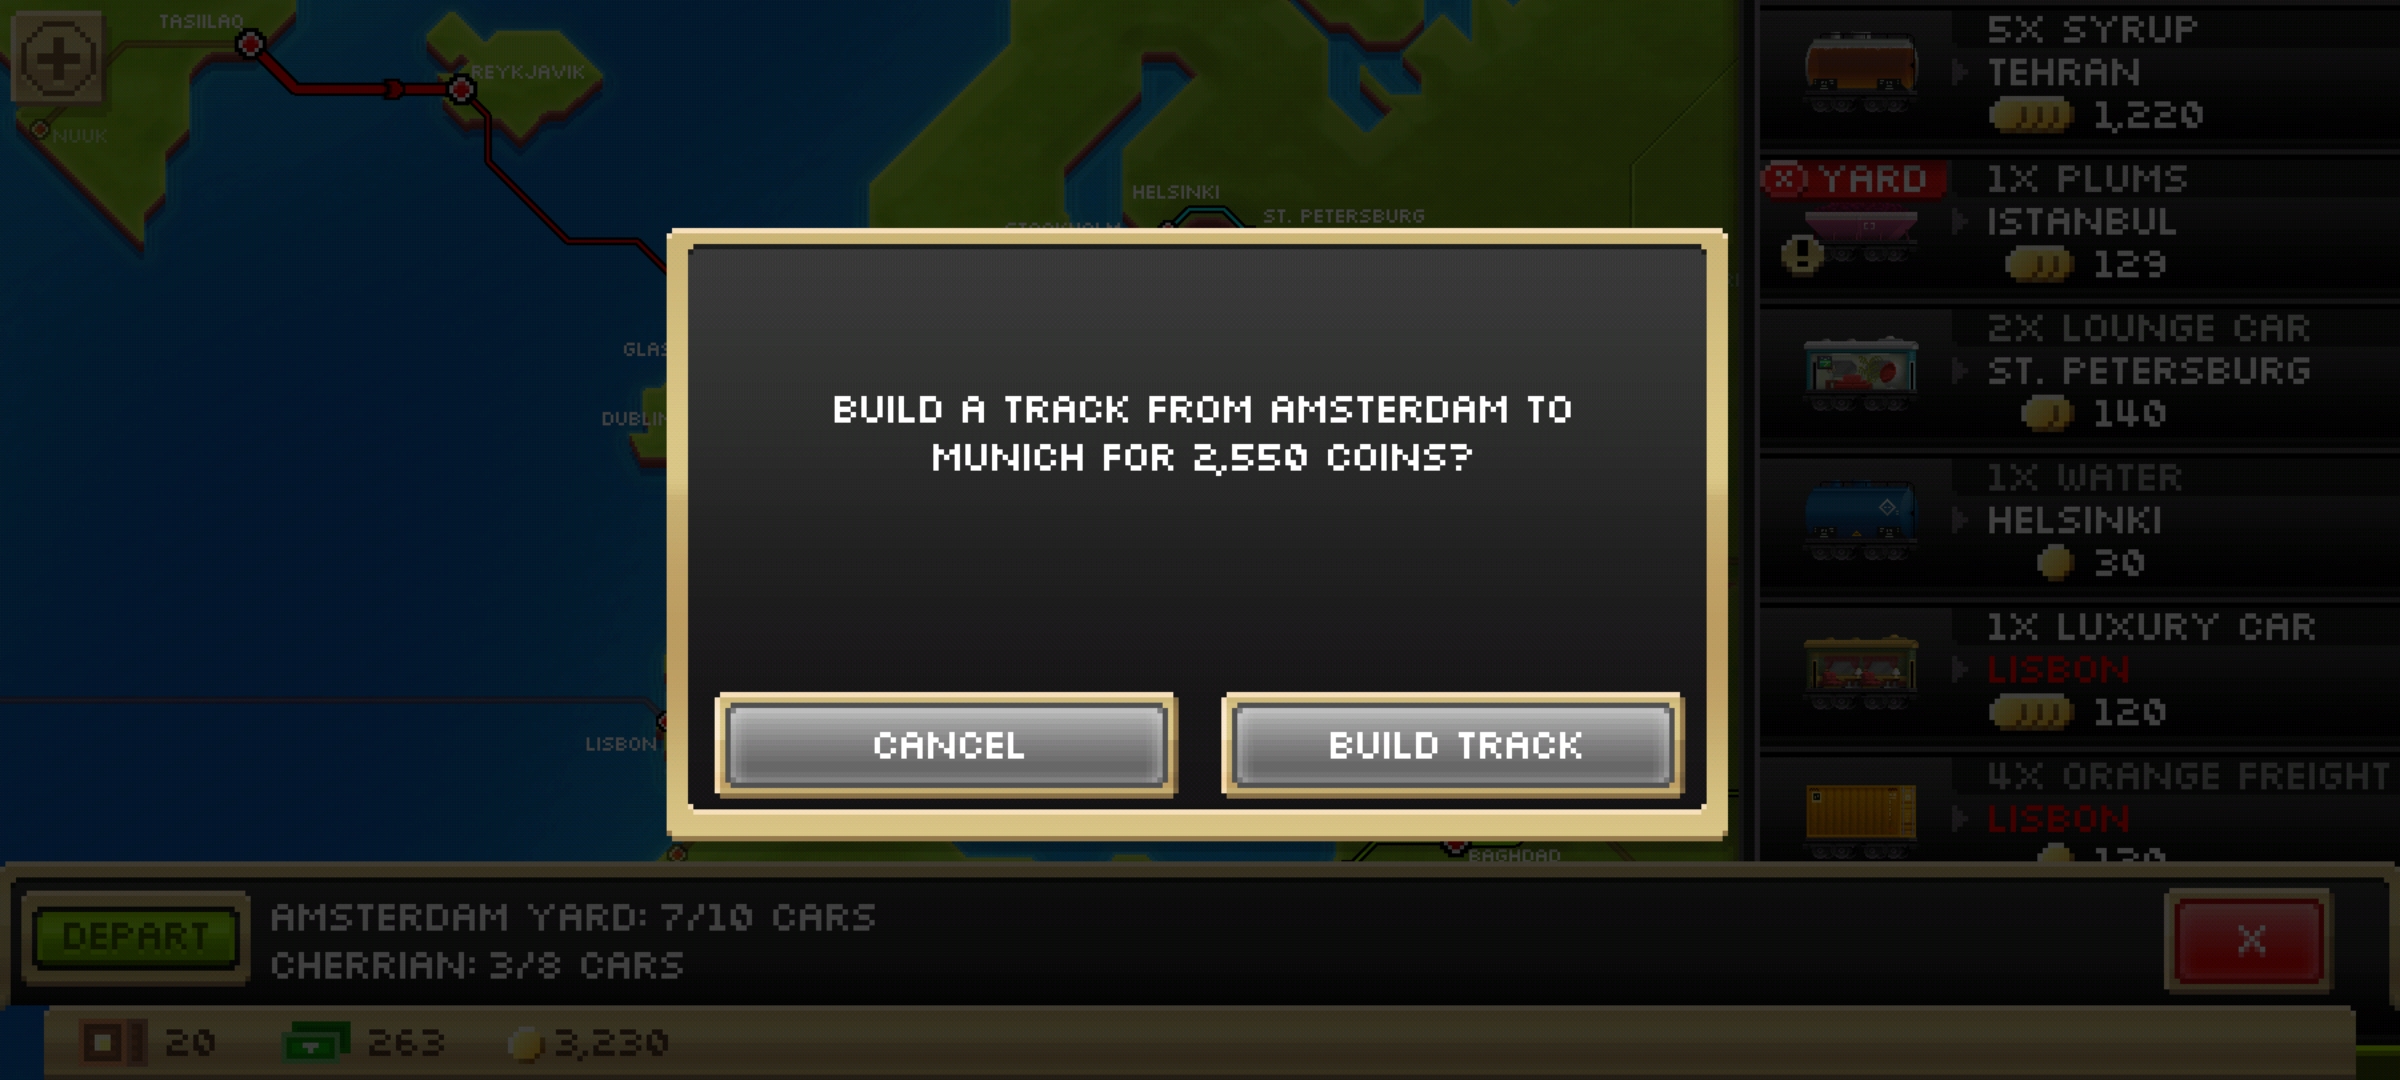 TASIILAQ
REYKJAVIK
NUUK
HELSINKI
ST. PETERSBURG
STOCKHOLM
DUBLIN
LISBON
BAGHDAD
BUILD A TRACK FROM AMSTERDAM TO
MUNICH FOR 2,550 COINS?
CANCEL
BUILD TRACK
5X SYRUP
TEHRAN
1,220
YARD
1X PLUMS
ISTANBUL
129
2X LOUNGE CAR
ST. PETERSBURG
140
1X WATER
HELSINKI
30
1X LUXURY CAR
LISBON
120
4X ORANGE FREIGHT
LISBON
DEPART
AMSTERDAM YARD: 7/10 CARS
CHERRIAN: 3/8 CARS
X
20
263
3,230